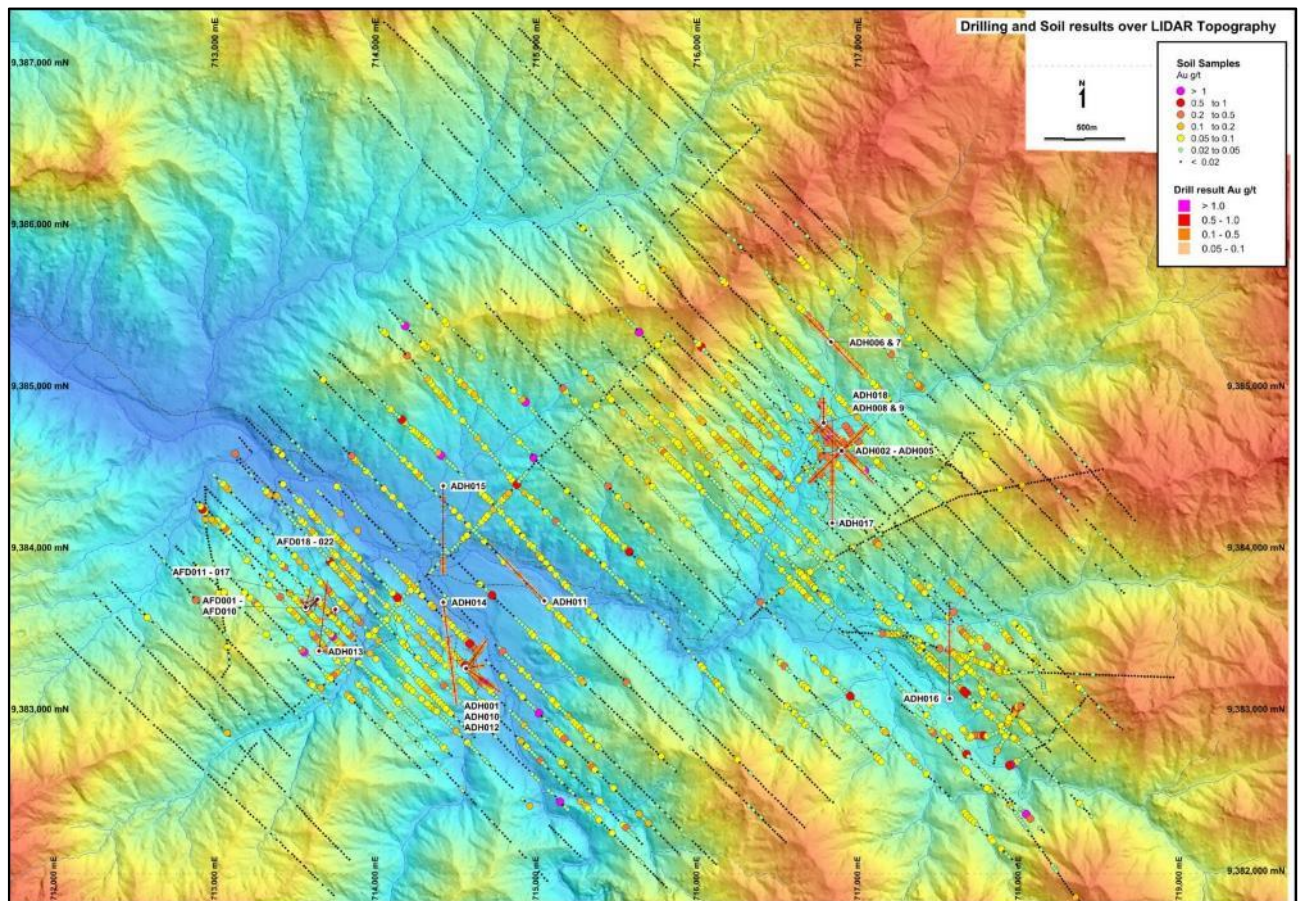 Drilling and Soil results over LIDAR Topography
713,000 mE
714,000 mE
715,000 mE
716,000 mE
717,000 mE
9,387,000 mN
N
500m
Soil Samples
Au g/t
> 1
0.5 to 1
0.2 to 0.5
0.1 to 0.2
0.05 to 0.1
0.02 to 0.05
< 0.02
Drill result Au g/t
> 1.0
0.5 - 1.0
0.1 - 0.5
0.05 - 0.1
9,386,000 mN
ADH006 & 7
9,385,000 mN
9,385,000 mN
ADH018
ADH008 & 9
ADH002 - ADH005
ADH015
ADH017
9,384,000 mN
AFD018 - 022
9,384,000 mN
AFD011 - 017
AFD001 -
AFD010
ADH014
ADH011
ADH013
ADH016
9,383,000 mN
ADH001
ADH010
ADH012
9,383,000 mN
712,000 mE
713,000 mE
714,000 mE
715,000 mE
716,000 mE
717,000 mE
718,000 mE
719,000 mE
9,382,000 mN